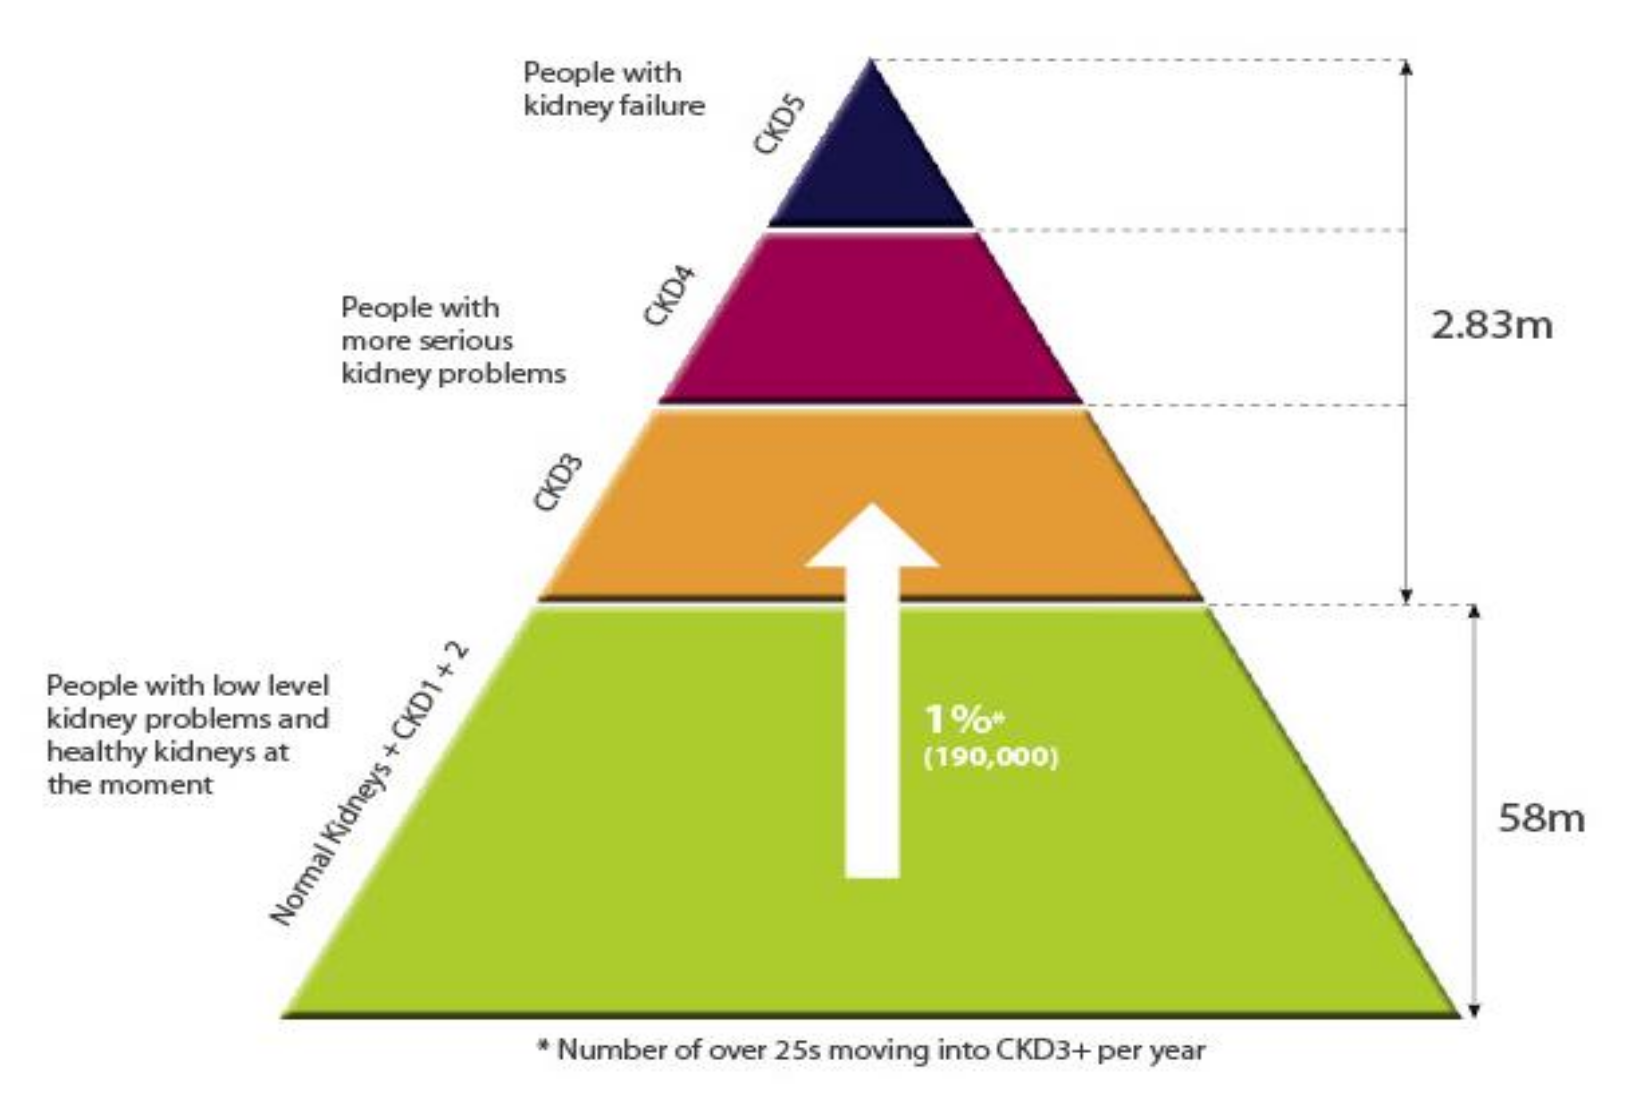 People with
kidney failure
CKD5
People with
more serious
kidney problems
CKD4
2.83m
CKD3
People with low level
kidney problems and
healthy kidneys at
the moment
Normal Kidneys + CKD1 + 2
1%*
(190,000)
58m
* Number of over 25s moving into CKD3+ per year